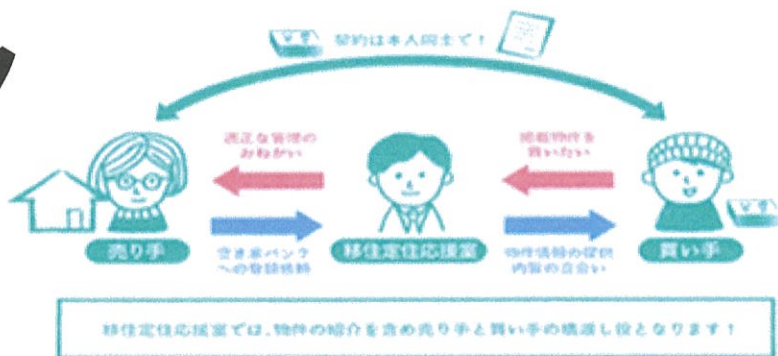 契約は本人同士で！
適正な管理の
おねがい
掲載物件を
買いたい
売り手
空き家バンク
への登録依頼
移住定住応援室
物件情報の提供
内覧の立会い
買い手
移住定住応援室では、物件の紹介を含め売り手と買い手の橋渡し役となります！